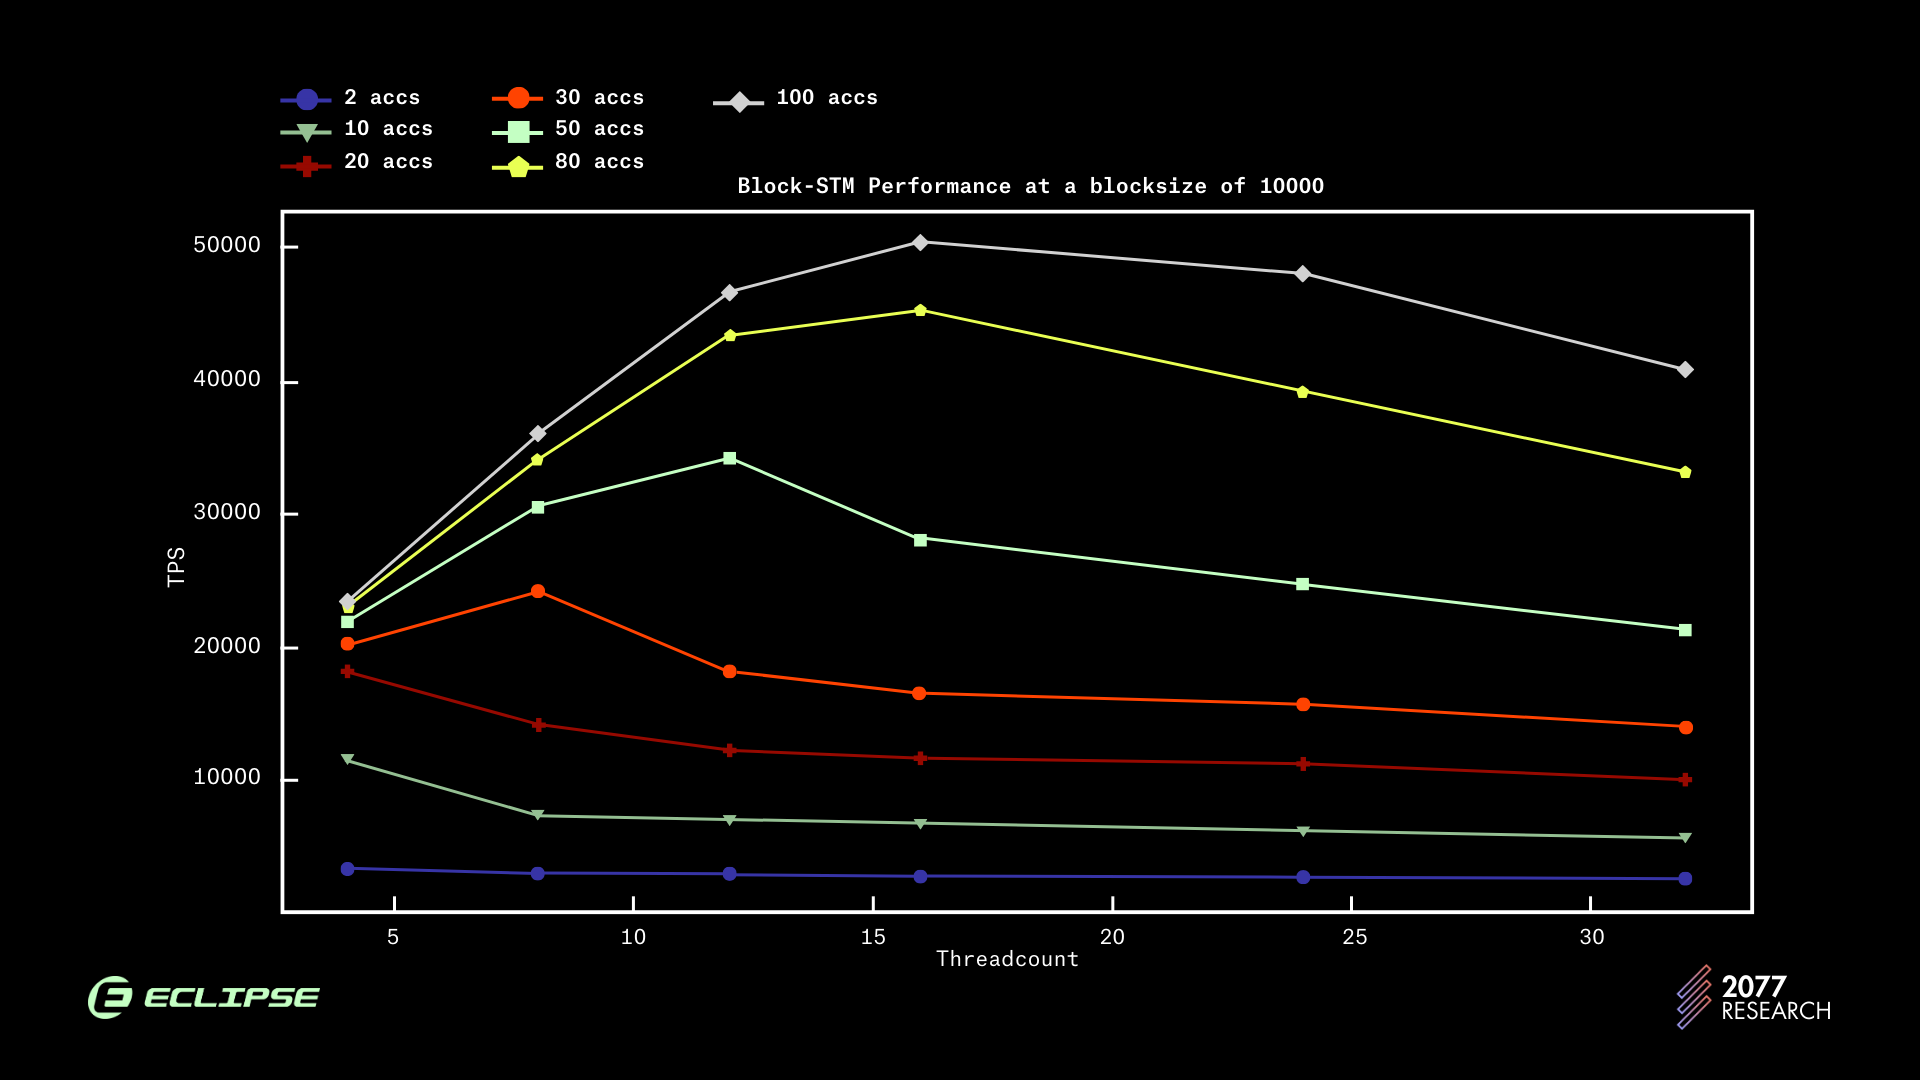 2 accs
10 accs
20 accs
30 accs
50 accs
80 accs
100 accs
Block-STM Performance at a blocksize of 10000
50000
40000
30000
20000
10000
TPS
5 10 15 20 25 30
Threadcount
ECLIPSE
2077
RESEARCH